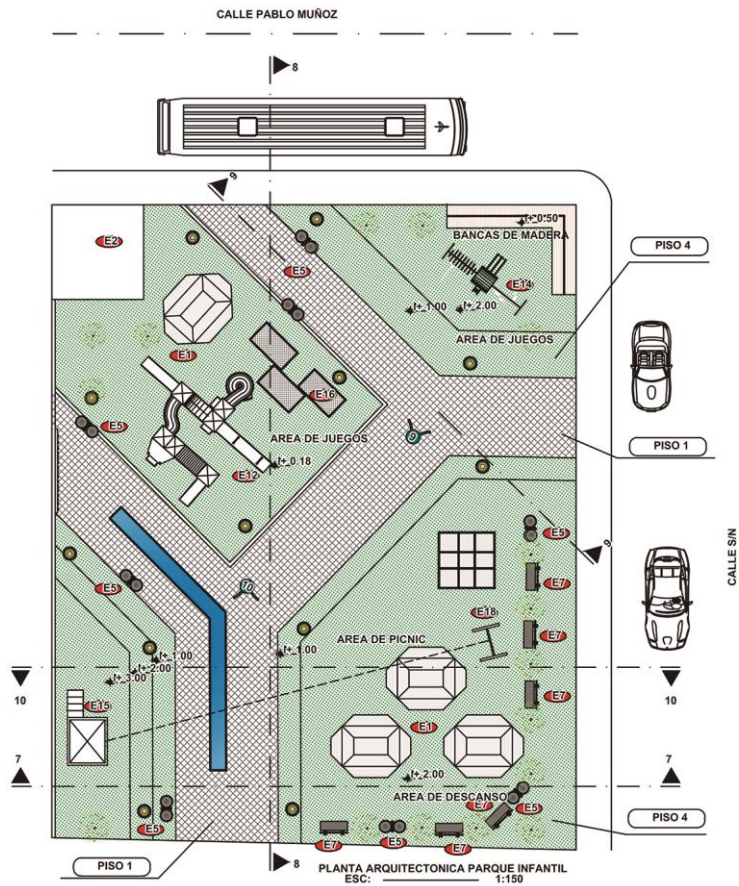 CALLE PABLO MUÑOZ
8
9
E2
E5
N+0.50
BANCAS DE MADERA
E14
PISO 4
N+1.00
N+2.00
AREA DE JUEGOS
E1
E16
E5
AREA DE JUEGOS
9
PISO 1
E12
N+0.18
E5
9
E7
CALLE S/N
E5
10
E18
E7
AREA DE PICNIC
N+1.00
N+1.00
N+2.00
N+3.00
10
10
E7
E15
E1
7
7
N+2.00
AREA DE DESCANSO
E7
E5
PISO 4
E5
E7
E5
E7
PISO 1
8
PLANTA ARQUITECTONICA PARQUE INFANTIL
ESC: 1:150